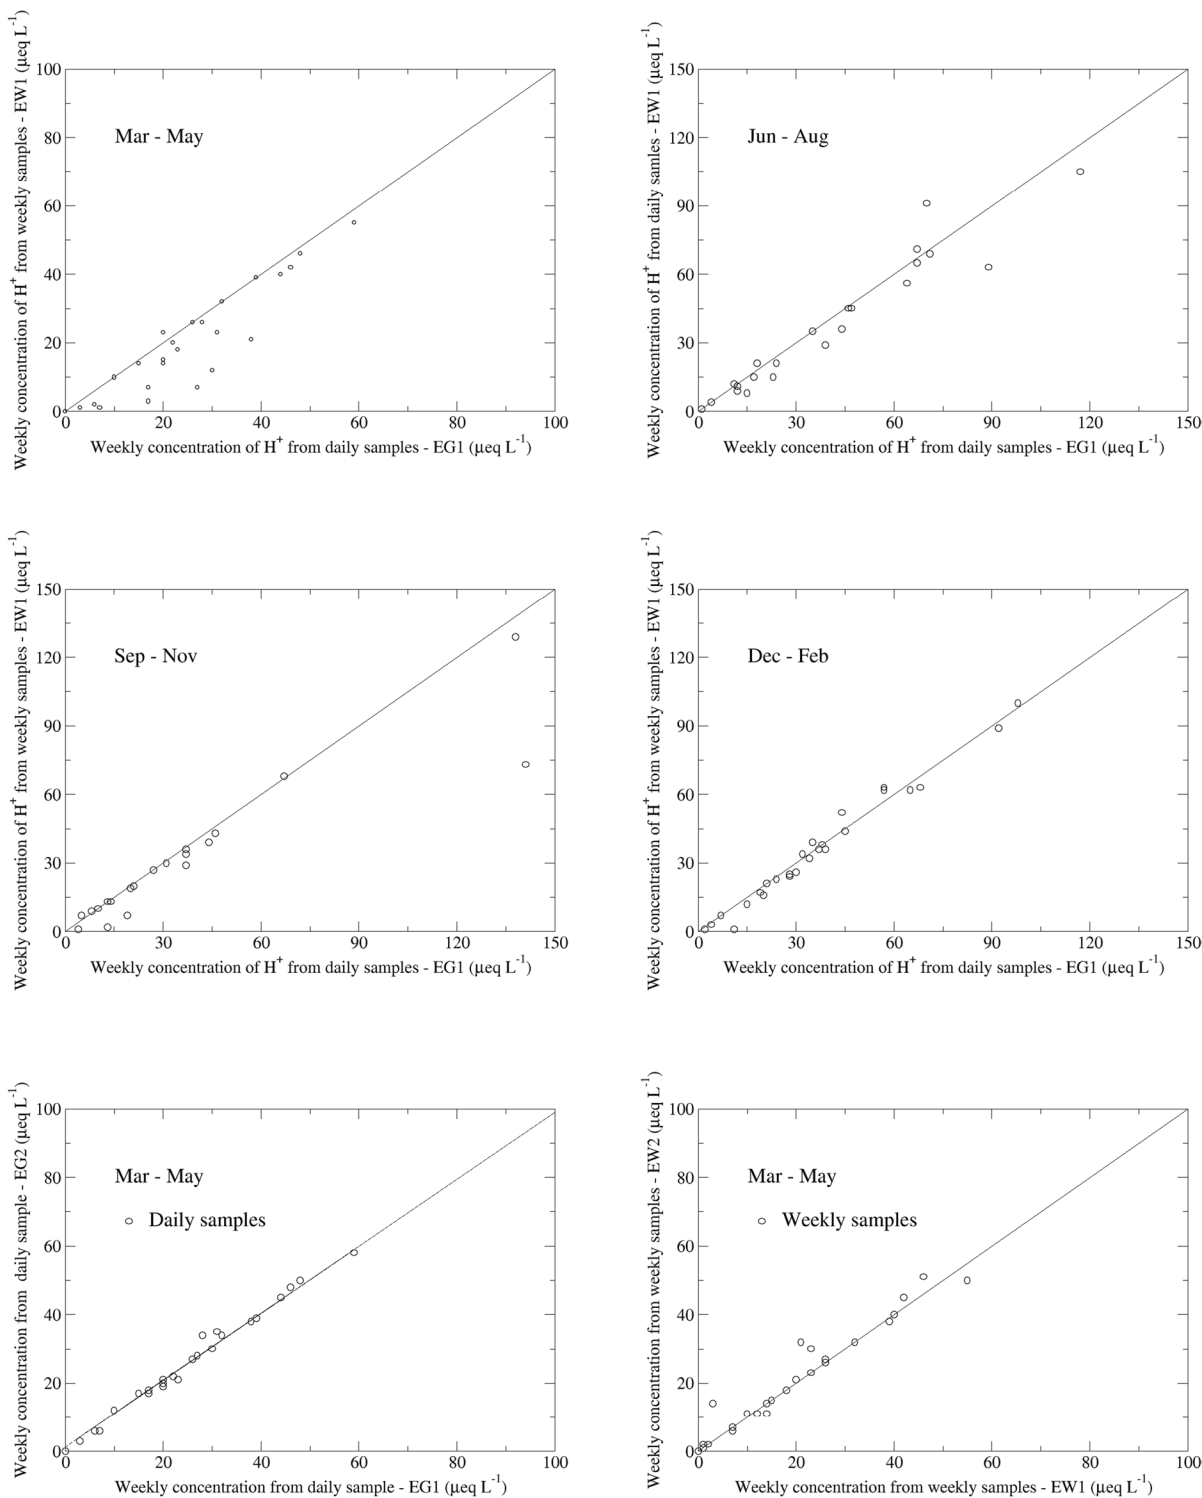 Weekly concentration of H⁺ from weekly samples - EW1 (µeq L⁻¹)
100
80
60
40
20
0
Mar - May
0 20 40 60 80 100
Weekly concentration of H⁺ from daily samples - EG1 (µeq L⁻¹)
Weekly concentration of H⁺ from daily samles - EW1 (µeq L⁻¹)
150
120
90
60
30
0
Jun - Aug
0 30 60 90 120 150
Weekly concentration of H⁺ from daily samples - EG1 (µeq L⁻¹)
Weekly concentration of H⁺ from weekly samples - EW1 (µeq L⁻¹)
150
120
90
60
30
0
Sep - Nov
0 30 60 90 120 150
Weekly concentration of H⁺ from daily samples - EG1 (µeq L⁻¹)
Weekly concentration of H⁺ from weekly samples - EW1 (µeq L⁻¹)
150
120
90
60
30
0
Dec - Feb
0 30 60 90 120 150
Weekly concentration of H⁺ from daily samples - EG1 (µeq L⁻¹)
Weekly concentration from daily sample - EG2 (µeq L⁻¹)
100
80
60
40
20
0
Mar - May
Daily samples
0 20 40 60 80 100
Weekly concentration from daily sample - EG1 (µeq L⁻¹)
Weekly concentration from weekly samples - EW2 (µeq L⁻¹)
100
80
60
40
20
0
Mar - May
Weekly samples
0 20 40 60 80 100
Weekly concentration from weekly samples - EW1 (µeq L⁻¹)